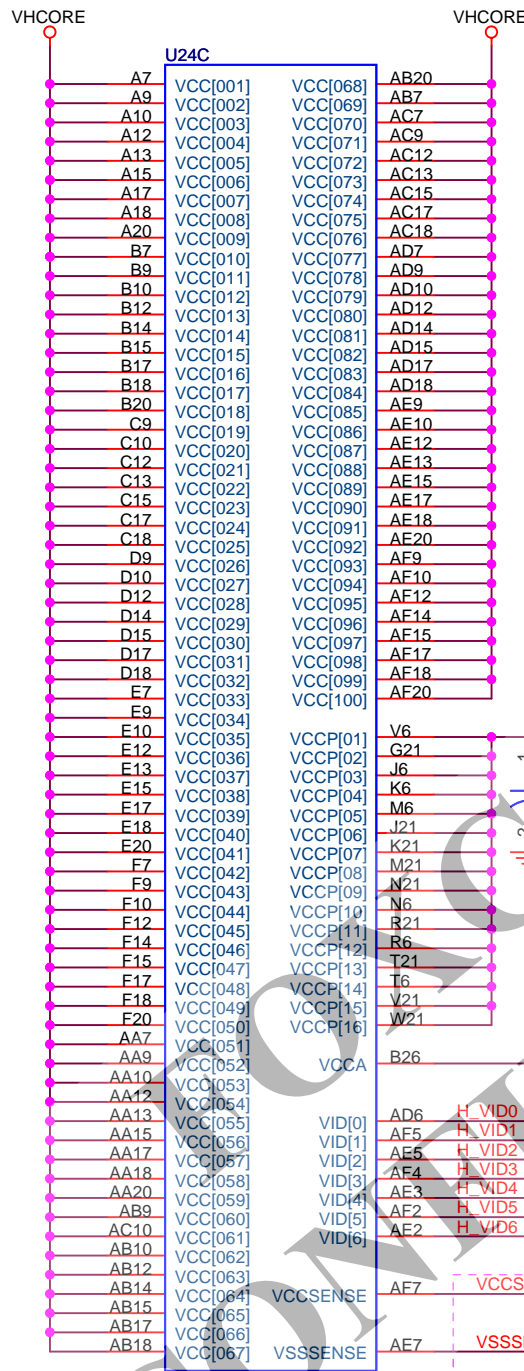 VHCORE VHCORE
U24C
A7 VCC[001] VCC[068] AB20
A9 VCC[002] VCC[069] AB7
A10 VCC[003] VCC[070] AC7
A12 VCC[004] VCC[071] AC9
A13 VCC[005] VCC[072] AC12
A15 VCC[006] VCC[073] AC13
A17 VCC[007] VCC[074] AC15
A18 VCC[008] VCC[075] AC17
A20 VCC[009] VCC[076] AC18
B7 VCC[010] VCC[077] AD7
B9 VCC[011] VCC[078] AD9
B10 VCC[012] VCC[079] AD10
B12 VCC[013] VCC[080] AD12
B14 VCC[014] VCC[081] AD14
B15 VCC[015] VCC[082] AD15
B17 VCC[016] VCC[083] AD17
B18 VCC[017] VCC[084] AD18
B20 VCC[018] VCC[085] AE9
C9 VCC[019] VCC[086] AE10
C10 VCC[020] VCC[087] AE12
C12 VCC[021] VCC[088] AE13
C13 VCC[022] VCC[089] AE15
C15 VCC[023] VCC[090] AE17
C17 VCC[024] VCC[091] AE18
C18 VCC[025] VCC[092] AE20
D9 VCC[026] VCC[093] AF9
D10 VCC[027] VCC[094] AF10
D12 VCC[028] VCC[095] AF12
D14 VCC[029] VCC[096] AF14
D15 VCC[030] VCC[097] AF15
D17 VCC[031] VCC[098] AF17
D18 VCC[032] VCC[099] AF18
E7 VCC[033] VCC[100] AF20
E9 VCC[034]
E10 VCC[035] VCCP[01] V6
E12 VCC[036] VCCP[02] G21
E13 VCC[037] VCCP[03] J6
E15 VCC[038] VCCP[04] K6
E17 VCC[039] VCCP[05] M6
E18 VCC[040] VCCP[06] J21
E20 VCC[041] VCCP[07] K21
F7 VCC[042] VCCP[08] M21
F9 VCC[043] VCCP[09] N21
F10 VCC[044] VCCP[10] N6
F12 VCC[045] VCCP[11] R21
F14 VCC[046] VCCP[12] R6
F15 VCC[047] VCCP[13] T21
F17 VCC[048] VCCP[14] T6
F18 VCC[049] VCCP[15] V21
F20 VCC[050] VCCP[16] W21
AA7 VCC[051]
AA9 VCC[052] VCCA B26
AA10 VCC[053]
AA12 VCC[054]
AA13 VCC[055] VID[0] AD6 H_VID0
AA15 VCC[056] VID[1] AF5 H_VID1
AA17 VCC[057] VID[2] AE5 H_VID2
AA18 VCC[058] VID[3] AF4 H_VID3
AA20 VCC[059] VID[4] AE3 H_VID4
AB9 VCC[060] VID[5] AF2 H_VID5
AC10 VCC[061] VID[6] AE2 H_VID6
AB10 VCC[062]
AB12 VCC[063]
AB14 VCC[064] VCCSENSE AF7 VCCS
AB15 VCC[065]
AB17 VCC[066]
AB18 VCC[067] VSSSENSE AE7 VSSSE